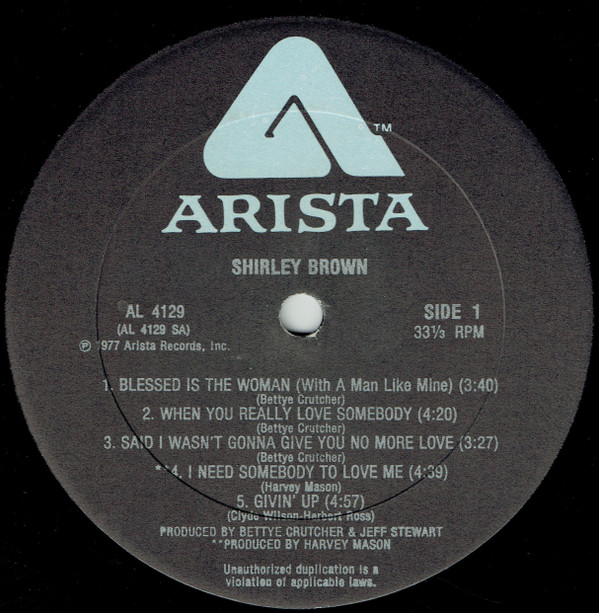 TM
ARISTA
SHIRLEY BROWN
AL 4129
(AL 4129 SA)
℗ 1977 Arista Records, Inc.
SIDE 1
33⅓ RPM
1. BLESSED IS THE WOMAN (With A Man Like Mine) (3:40)
(Bettye Crutcher)
2. WHEN YOU REALLY LOVE SOMEBODY (4:20)
(Bettye Crutcher)
3. SAID I WASN'T GONNA GIVE YOU NO MORE LOVE (3:27)
(Bettye Crutcher)
**4. I NEED SOMEBODY TO LOVE ME (4:39)
(Harvey Mason)
5. GIVIN' UP (4:57)
(Clyde Wilson-Herbert Ross)
PRODUCED BY BETTYE CRUTCHER & JEFF STEWART
**PRODUCED BY HARVEY MASON
Unauthorized duplication is a
violation of applicable laws.